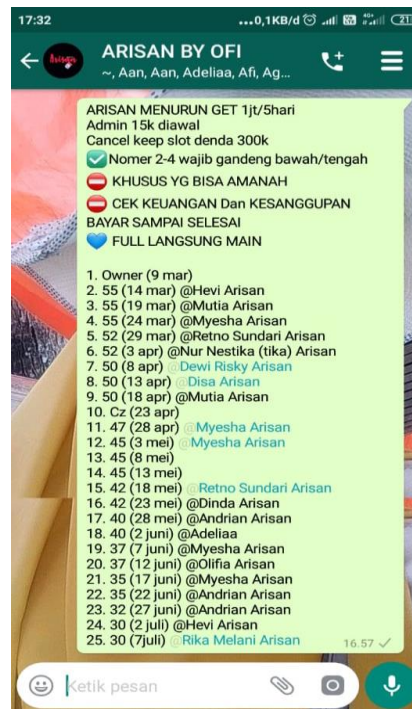 17:32
...0,1KB/d
ARISAN BY OFI
~, Aan, Aan, Adeliaa, Afi, Ag...
ARISAN MENURUN GET 1jt/5hari
Admin 15k diawal
Cancel keep slot denda 300k
✅Nomer 2-4 wajib gandeng bawah/tengah
⛔ KHUSUS YG BISA AMANAH
⛔ CEK KEUANGAN Dan KESANGGUPAN
BAYAR SAMPAI SELESAI
💙 FULL LANGSUNG MAIN
1. Owner (9 mar)
2. 55 (14 mar) @Hevi Arisan
3. 55 (19 mar) @Mutia Arisan
4. 55 (24 mar) @Myesha Arisan
5. 52 (29 mar) @Retno Sundari Arisan
6. 52 (3 apr) @Nur Nestika (tika) Arisan
7. 50 (8 apr) @Dewi Risky Arisan
8. 50 (13 apr) @Disa Arisan
9. 50 (18 apr) @Mutia Arisan
10. Cz (23 apr)
11. 47 (28 apr) @Myesha Arisan
12. 45 (3 mei) @Myesha Arisan
13. 45 (8 mei)
14. 45 (13 mei)
15. 42 (18 mei) @Retno Sundari Arisan
16. 42 (23 mei) @Dinda Arisan
17. 40 (28 mei) @Andrian Arisan
18. 40 (2 juni) @Adeliaa
19. 37 (7 juni) @Myesha Arisan
20. 37 (12 juni) @Olifia Arisan
21. 35 (17 juni) @Myesha Arisan
22. 35 (22 juni) @Andrian Arisan
23. 32 (27 juni) @Andrian Arisan
24. 30 (2 juli) @Hevi Arisan
25. 30 (7juli) @Rika Melani Arisan
16.57
Ketik pesan